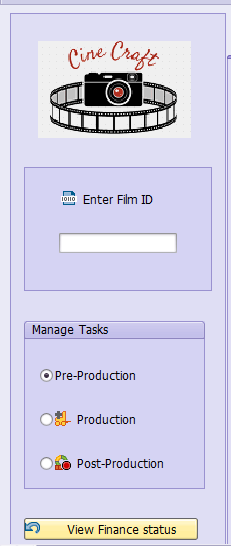 Cine Craft
Enter Film ID
Manage Tasks
Pre-Production
Production
Post-Production
View Finance status